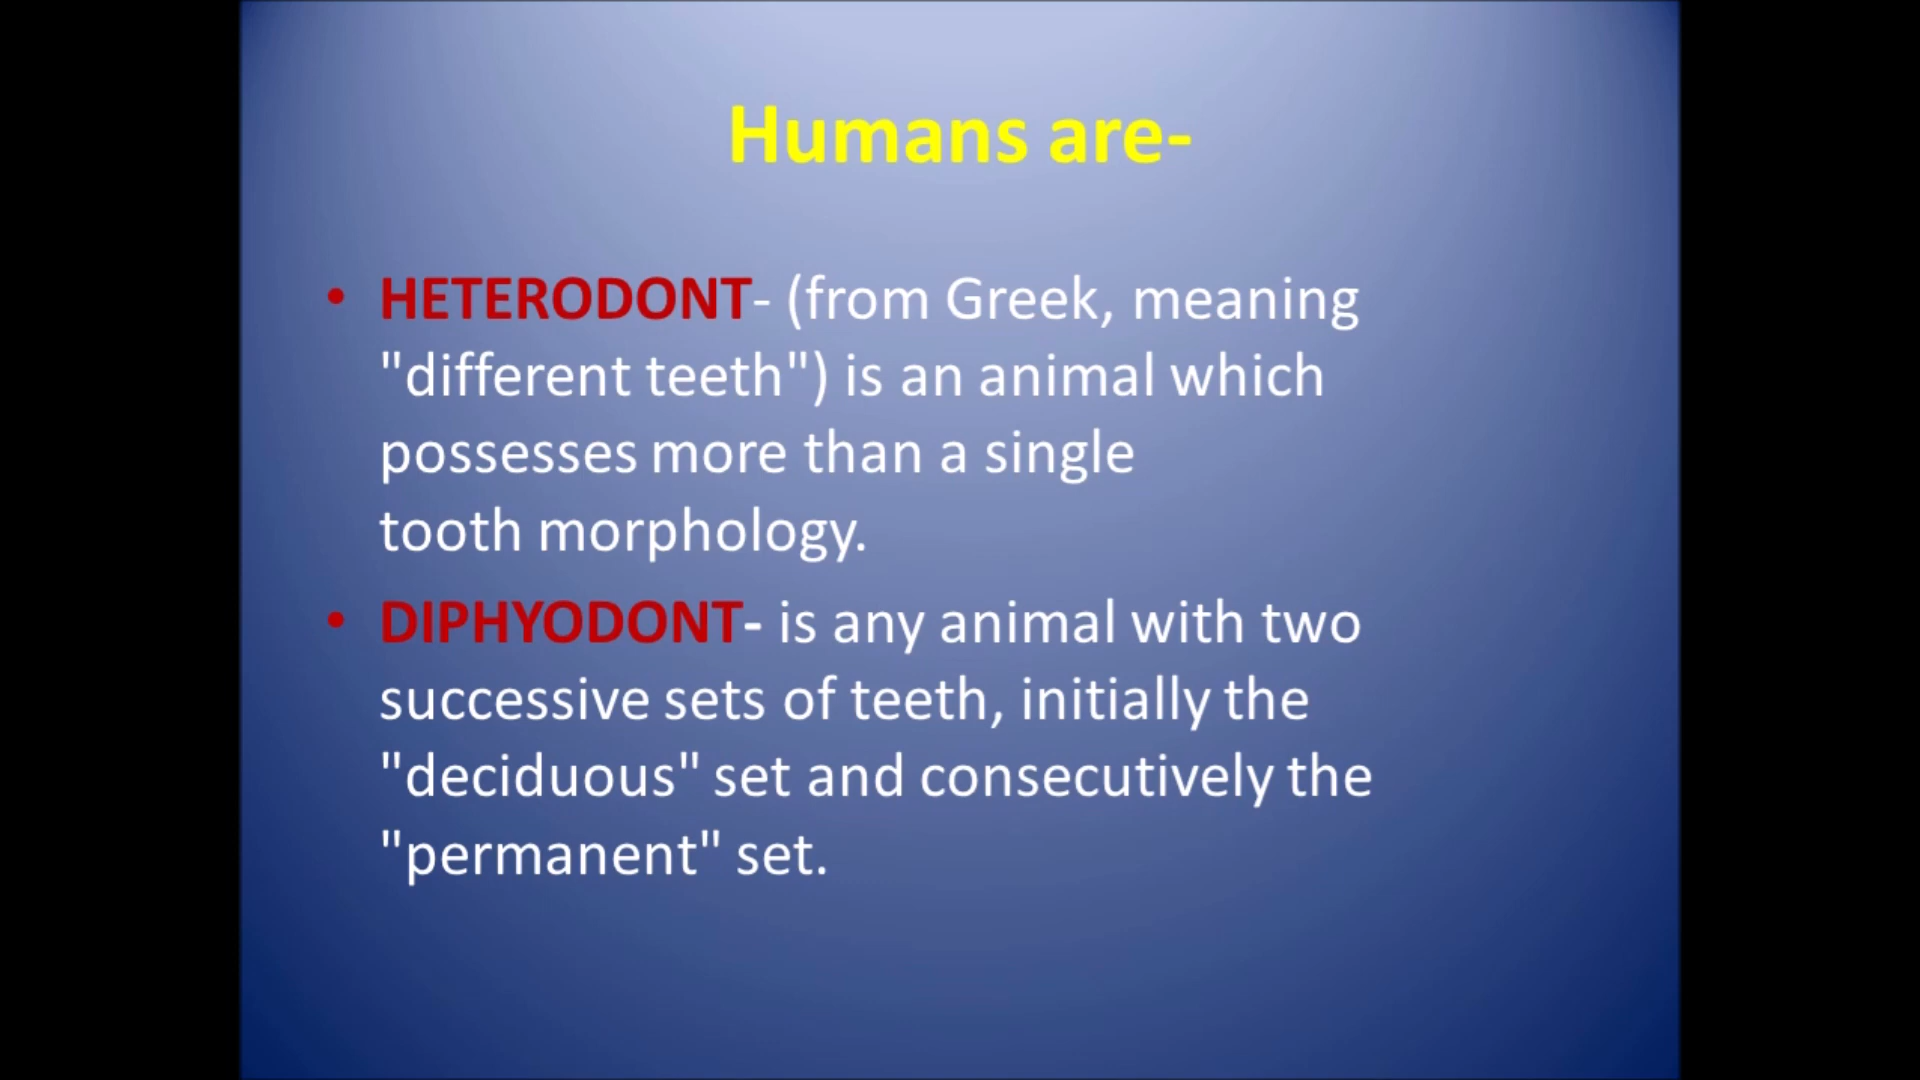 Humans are-
• HETERODONT- (from Greek, meaning
"different teeth") is an animal which
possesses more than a single
tooth morphology.
• DIPHYODONT- is any animal with two
successive sets of teeth, initially the
"deciduous" set and consecutively the
"permanent" set.